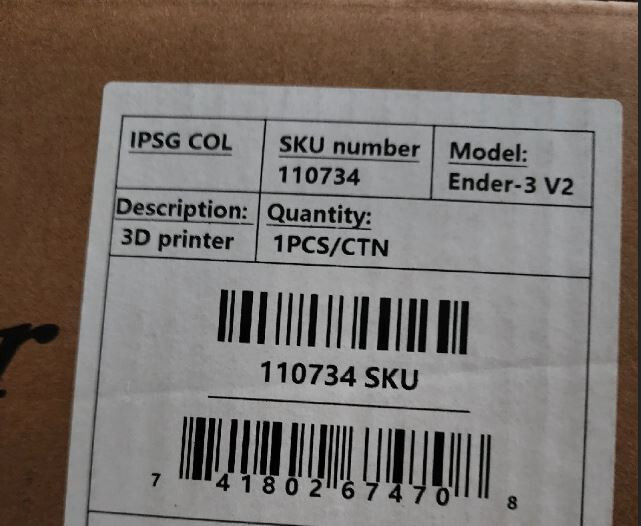 IPSG COL
SKU number
110734
Model:
Ender-3 V2
Description:
3D printer
Quantity:
1PCS/CTN
110734 SKU
7 41802 67470 8
r